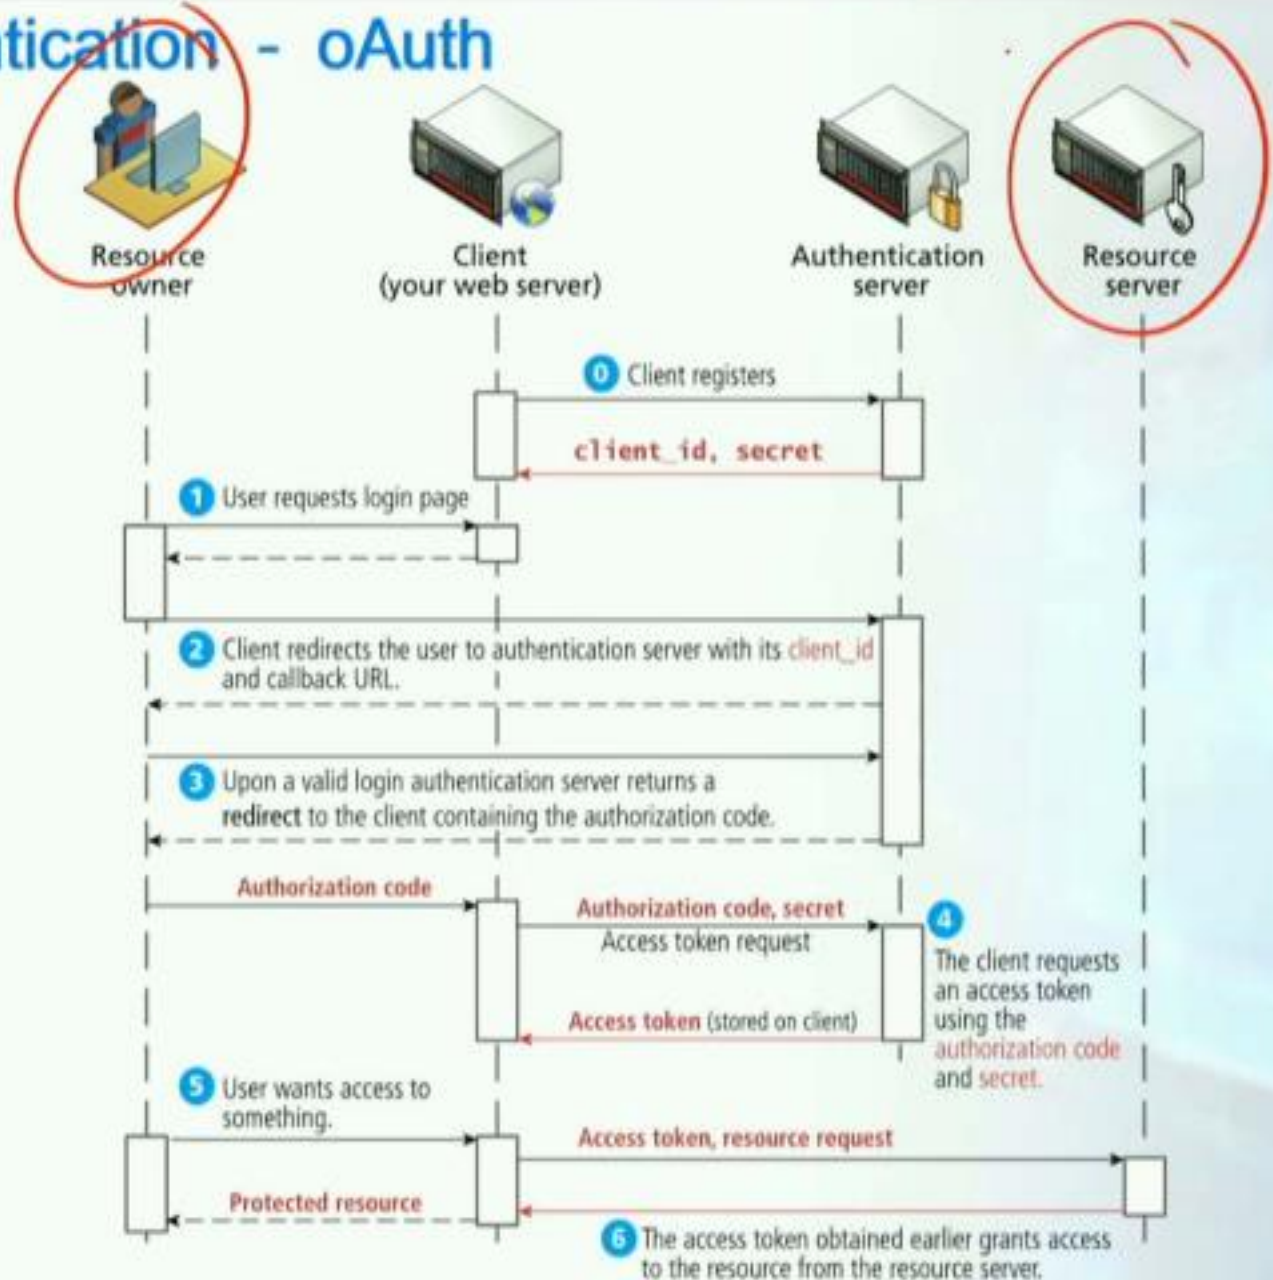 tication - oAuth
Resource
owner
Client
(your web server)
Authentication
server
Resource
server
0 Client registers
client_id, secret
1 User requests login page
2 Client redirects the user to authentication server with its client_id
and callback URL.
3 Upon a valid login authentication server returns a
redirect to the client containing the authorization code.
Authorization code
Authorization code, secret
Access token request
4
The client requests
an access token
using the
authorization code
and secret.
Access token (stored on client)
5 User wants access to
something.
Access token, resource request
Protected resource
6 The access token obtained earlier grants access
to the resource from the resource server.